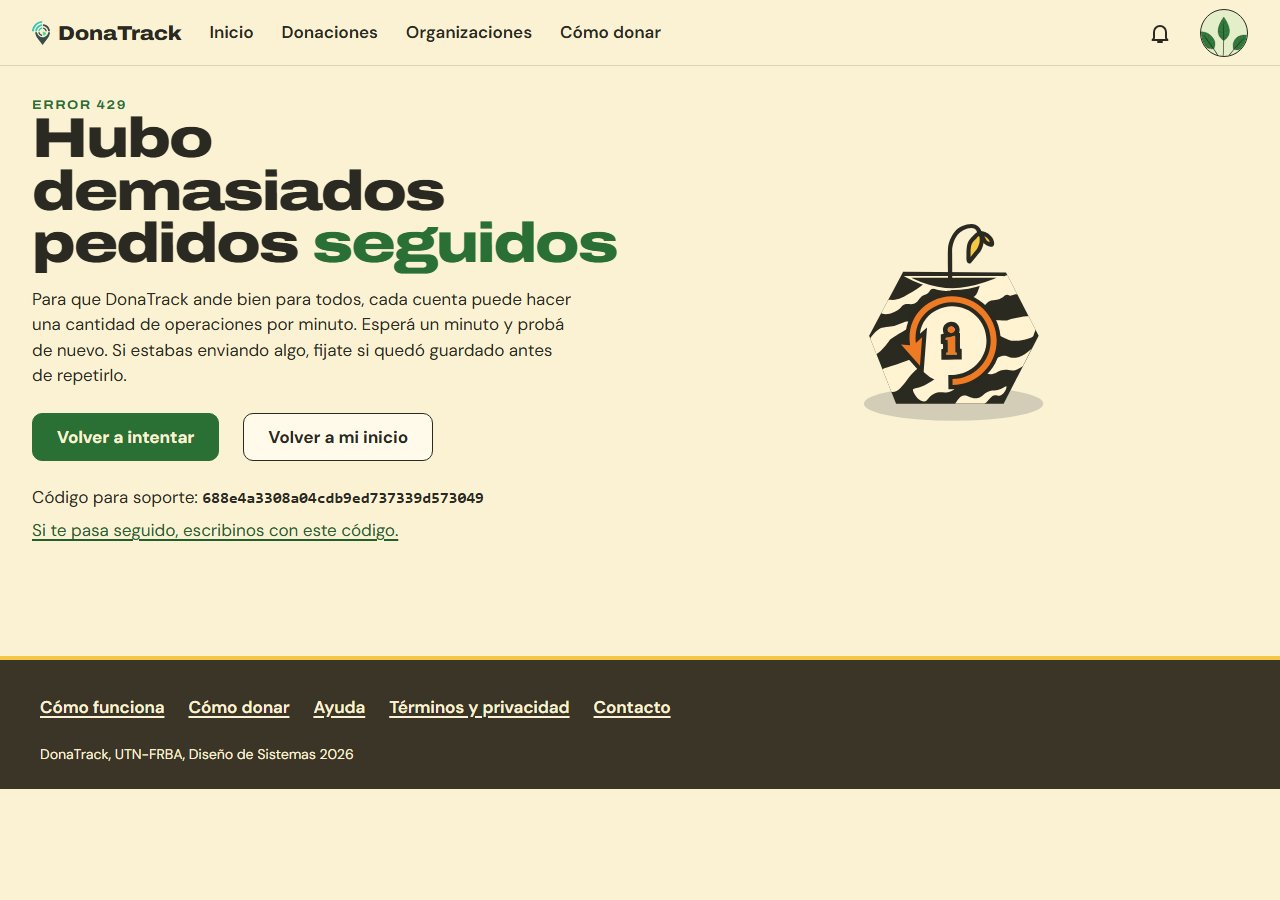 DonaTrack Inicio Donaciones Organizaciones Cómo donar
ERROR 429
Hubo
demasiados
pedidos seguidos
Para que DonaTrack ande bien para todos, cada cuenta puede hacer
una cantidad de operaciones por minuto. Esperá un minuto y probá
de nuevo. Si estabas enviando algo, fijate si quedó guardado antes
de repetirlo.
Volver a intentar Volver a mi inicio
Código para soporte: 688e4a3308a04cdb9ed737339d573049
Si te pasa seguido, escribinos con este código.
i
Cómo funciona Cómo donar Ayuda Términos y privacidad Contacto
DonaTrack, UTN-FRBA, Diseño de Sistemas 2026